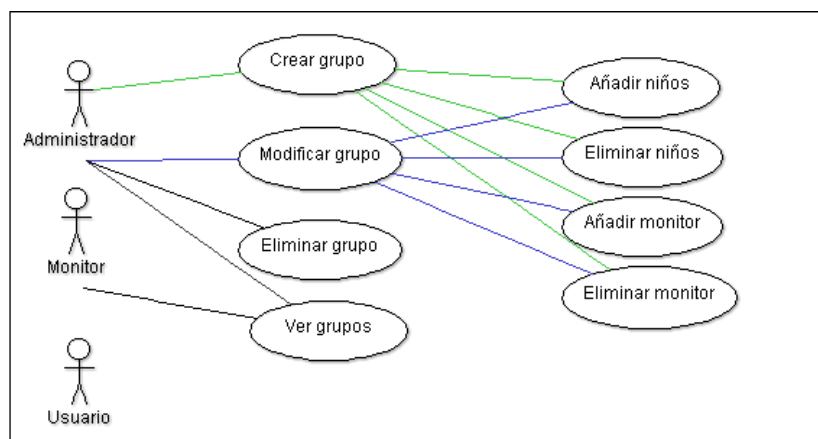 Crear grupo
Añadir niños
Administrador
Modificar grupo
Eliminar niños
Añadir monitor
Eliminar grupo
Monitor
Eliminar monitor
Ver grupos
Usuario